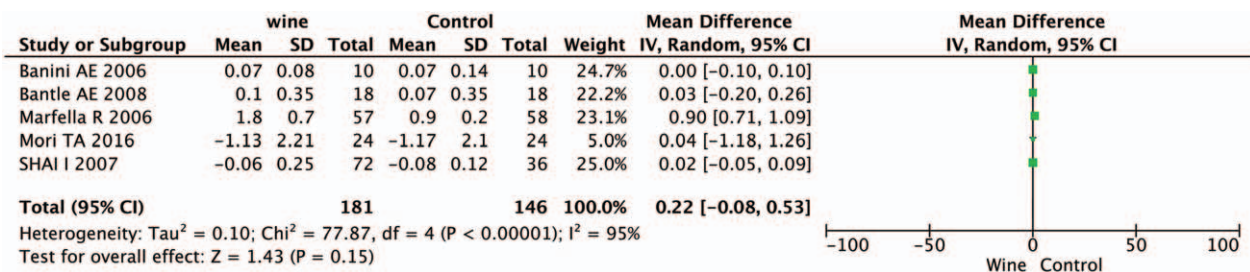 wine Control Mean Difference Mean Difference
Study or Subgroup Mean SD Total Mean SD Total Weight IV, Random, 95% CI IV, Random, 95% CI
Banini AE 2006 0.07 0.08 10 0.07 0.14 10 24.7% 0.00 [-0.10, 0.10]
Bantle AE 2008 0.1 0.35 18 0.07 0.35 18 22.2% 0.03 [-0.20, 0.26]
Marfella R 2006 1.8 0.7 57 0.9 0.2 58 23.1% 0.90 [0.71, 1.09]
Mori TA 2016 -1.13 2.21 24 -1.17 2.1 24 5.0% 0.04 [-1.18, 1.26]
SHAI I 2007 -0.06 0.25 72 -0.08 0.12 36 25.0% 0.02 [-0.05, 0.09]
Total (95% CI) 181 146 100.0% 0.22 [-0.08, 0.53]
Heterogeneity: Tau² = 0.10; Chi² = 77.87, df = 4 (P < 0.00001); I² = 95%
Test for overall effect: Z = 1.43 (P = 0.15)
-100 -50 0 50 100
Wine Control